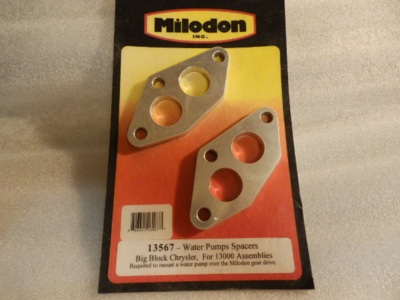 Milodon
INC.
13567 – Water Pumps Spacers
Big Block Chrysler, For 13000 Assemblies
Required to mount a water pump over the Milodon gear drive.